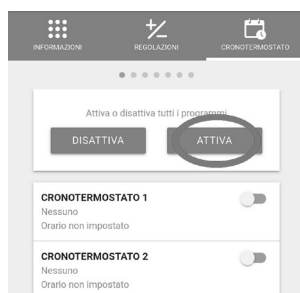 INFORMAZIONI
REGOLAZIONI
CRONOTERMOSTATO
Attiva o disattiva tutti i programmi
DISATTIVA
ATTIVA
CRONOTERMOSTATO 1
Nessuno
Orario non impostato
CRONOTERMOSTATO 2
Nessuno
Orario non impostato